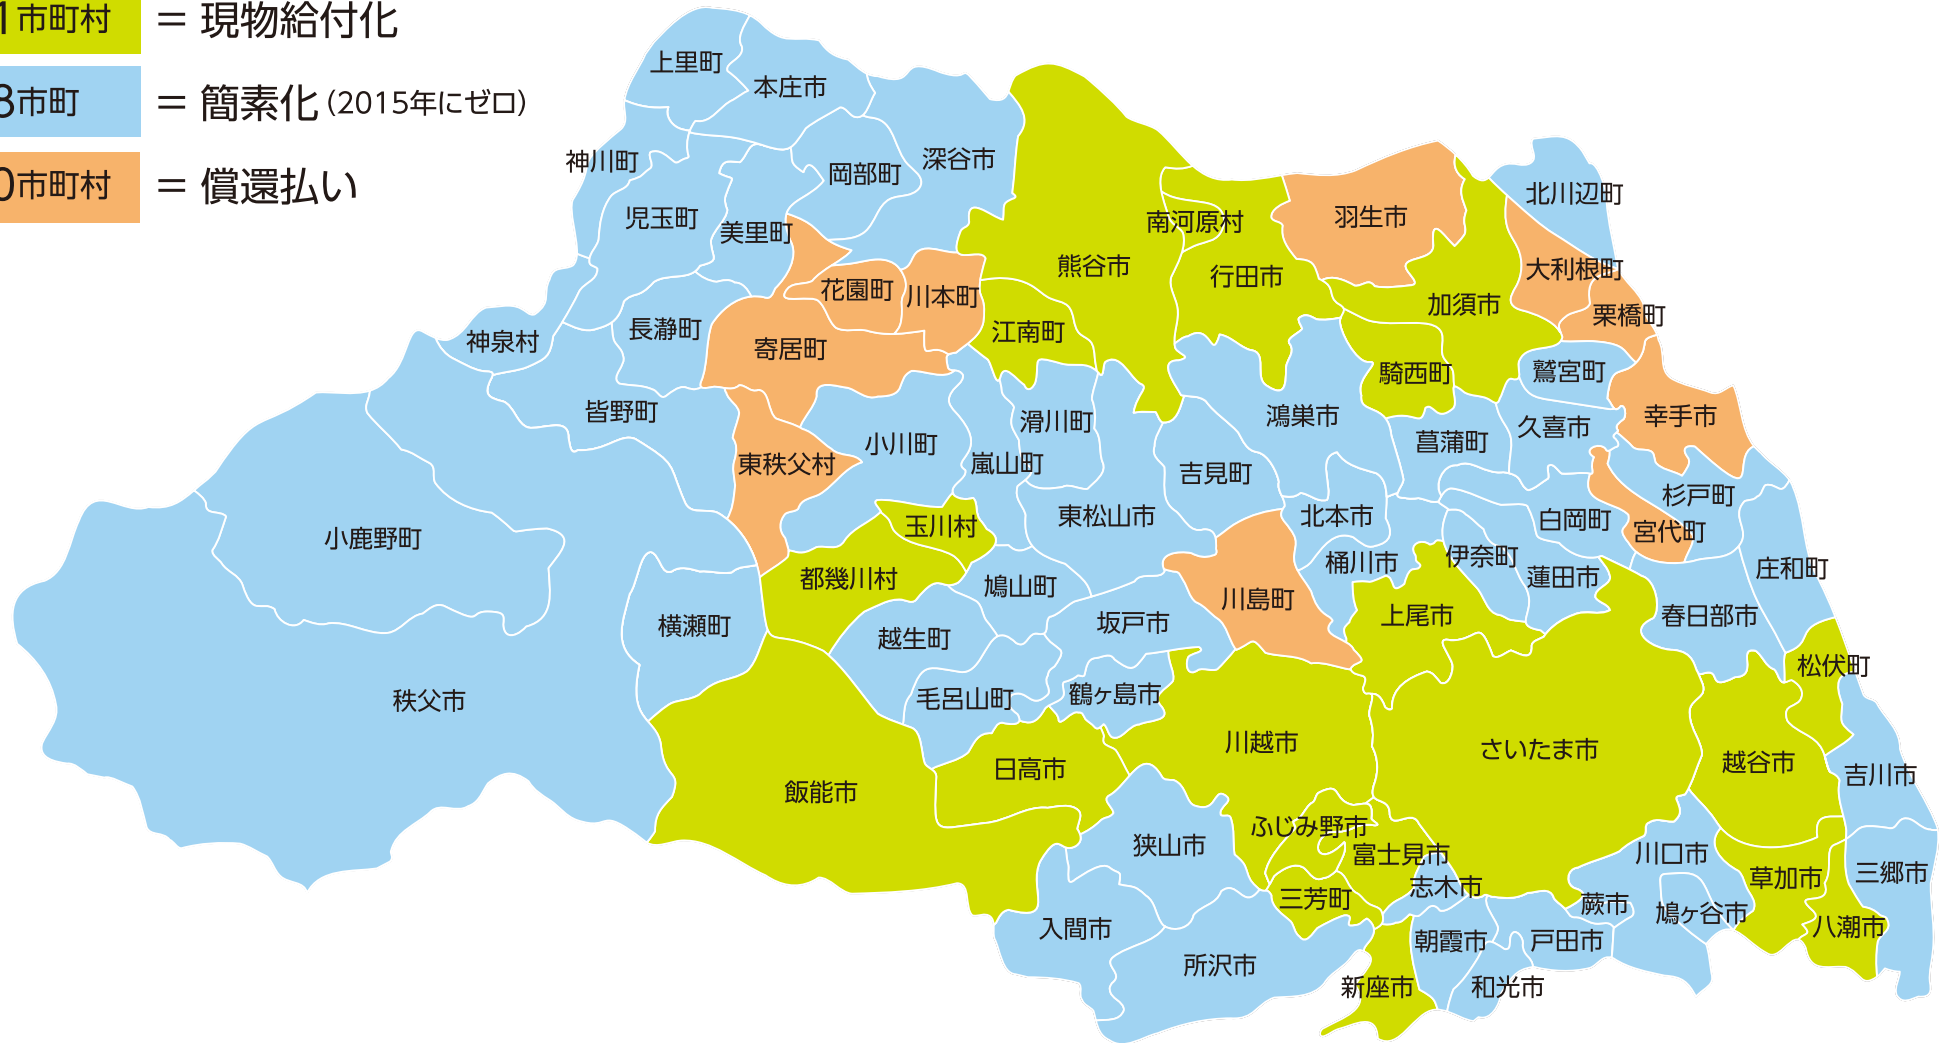 1市町村 = 現物給付化
8市町 = 簡素化（2015年にゼロ）
0市町村 = 償還払い
上里町
本庄市
神川町
岡部町
深谷市
児玉町
美里町
南河原村
羽生市
北川辺町
熊谷市
行田市
大利根町
花園町
川本町
加須市
栗橋町
神泉村
長瀞町
寄居町
江南町
騎西町
鷲宮町
皆野町
小川町
滑川町
鴻巣市
菖蒲町
久喜市
幸手市
東秩父村
嵐山町
吉見町
杉戸町
小鹿野町
玉川村
東松山市
北本市
白岡町
宮代町
都幾川村
鳩山町
川島町
桶川市
伊奈町
蓮田市
庄和町
横瀬町
越生町
坂戸市
上尾市
春日部市
秩父市
毛呂山町
鶴ヶ島市
松伏町
飯能市
日高市
川越市
さいたま市
越谷市
吉川市
狭山市
ふじみ野市
富士見市
川口市
三郷市
三芳町
志木市
蕨市
鳩ヶ谷市
草加市
入間市
所沢市
朝霞市
戸田市
八潮市
新座市
和光市